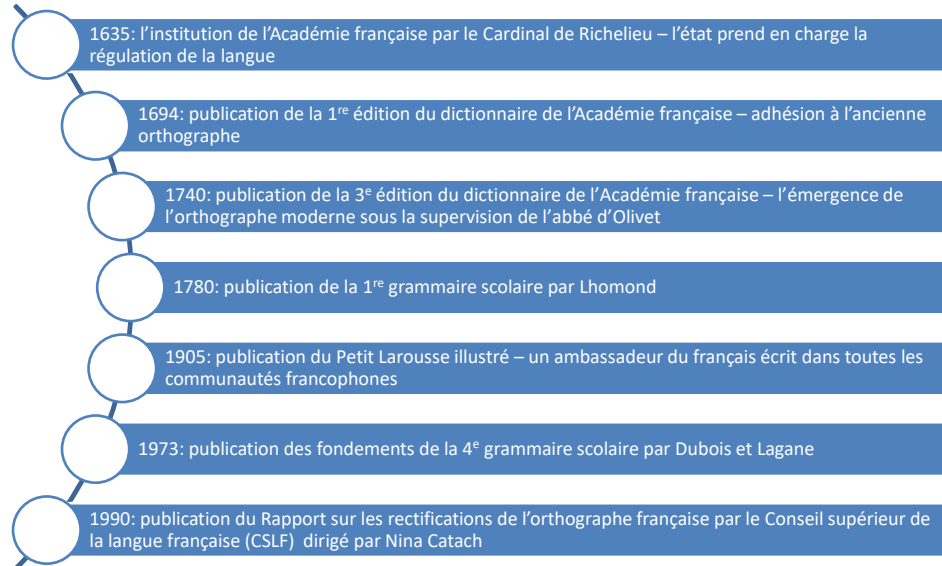 1635: l’institution de l’Académie française par le Cardinal de Richelieu – l’état prend en charge la
régulation de la langue
1694: publication de la 1re édition du dictionnaire de l’Académie française – adhésion à l’ancienne
orthographe
1740: publication de la 3e édition du dictionnaire de l’Académie française – l’émergence de
l’orthographe moderne sous la supervision de l’abbé d’Olivet
1780: publication de la 1re grammaire scolaire par Lhomond
1905: publication du Petit Larousse illustré – un ambassadeur du français écrit dans toutes les
communautés francophones
1973: publication des fondements de la 4e grammaire scolaire par Dubois et Lagane
1990: publication du Rapport sur les rectifications de l’orthographe française par le Conseil supérieur de
la langue française (CSLF) dirigé par Nina Catach